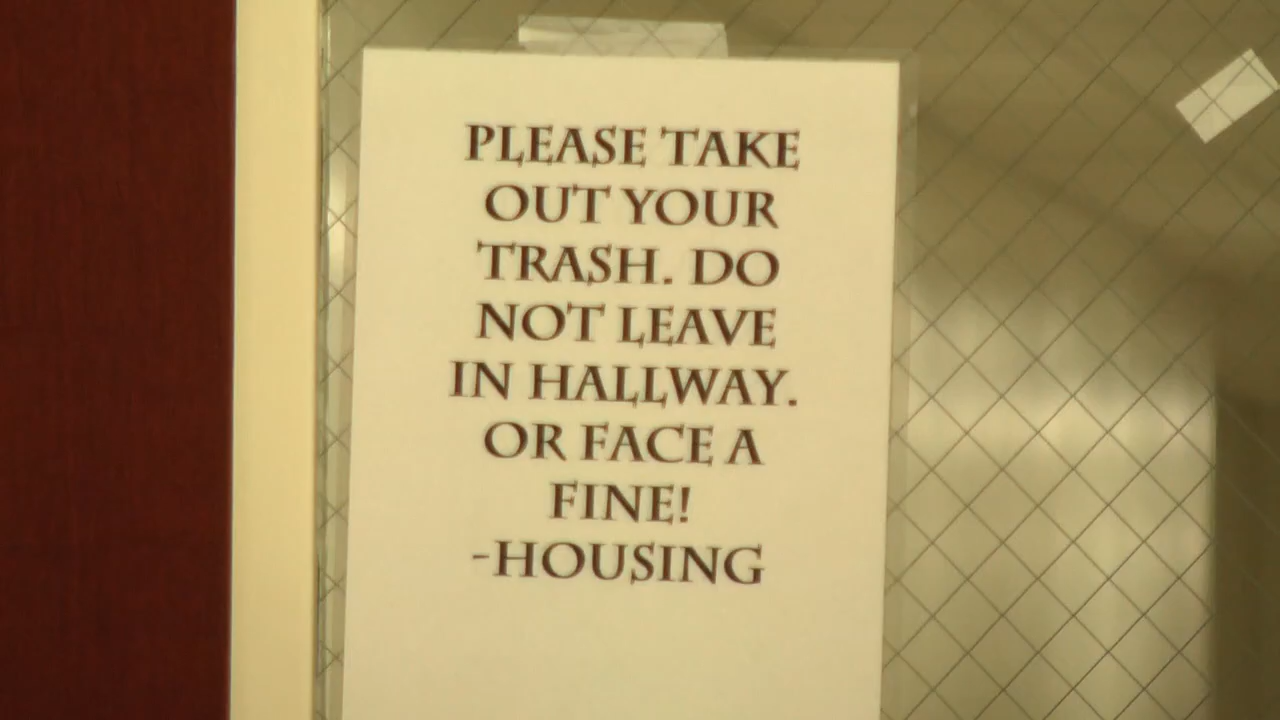 PLEASE TAKE
OUT YOUR
TRASH. DO
NOT LEAVE
IN HALLWAY.
OR FACE A
FINE!
-HOUSING